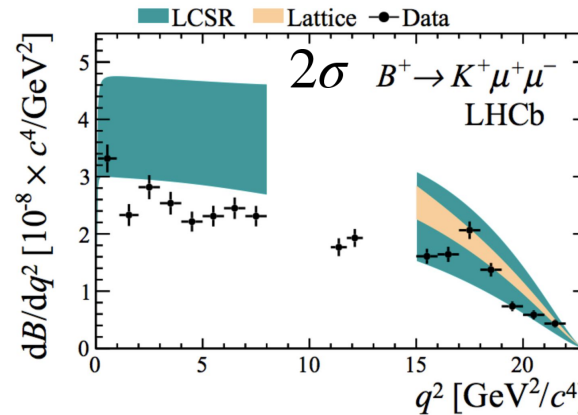 LCSR Lattice Data
2σ B⁺→ K⁺μ⁺μ⁻
LHCb
dB/dq² [10⁻⁸ × c⁴/GeV²]
5
4
3
2
1
0
0 5 10 15 20
q² [GeV²/c⁴